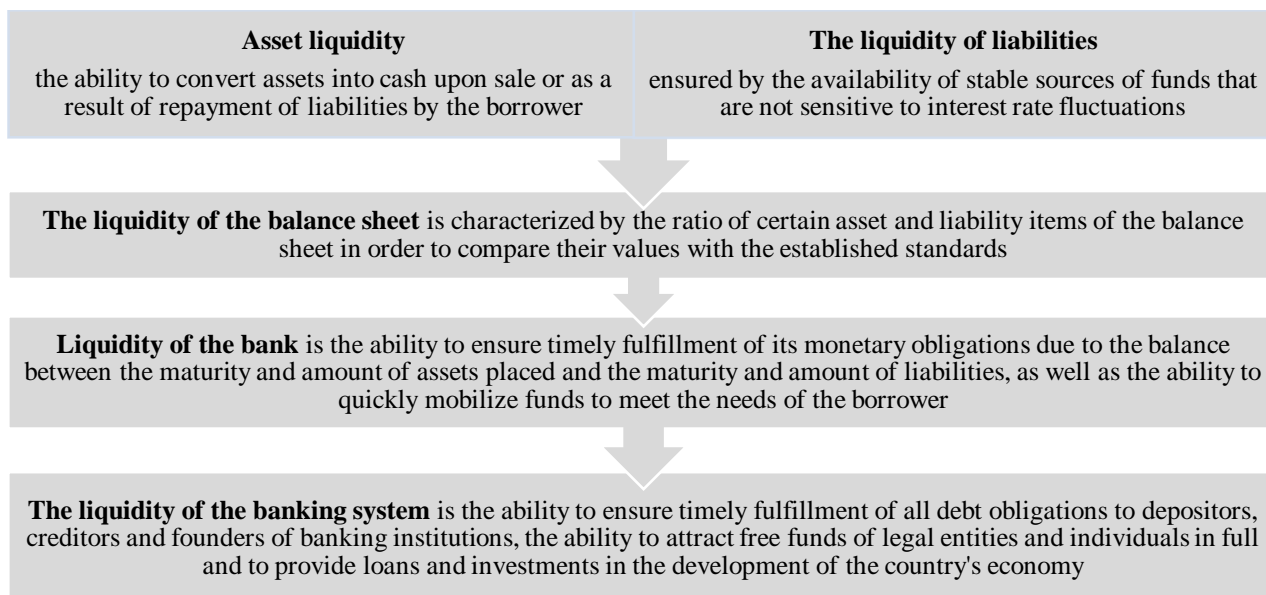 Asset liquidity
the ability to convert assets into cash upon sale or as a
result of repayment of liabilities by the borrower
The liquidity of liabilities
ensured by the availability of stable sources of funds that
are not sensitive to interest rate fluctuations
The liquidity of the balance sheet is characterized by the ratio of certain asset and liability items of the balance
sheet in order to compare their values with the established standards
Liquidity of the bank is the ability to ensure timely fulfillment of its monetary obligations due to the balance
between the maturity and amount of assets placed and the maturity and amount of liabilities, as well as the ability to
quickly mobilize funds to meet the needs of the borrower
The liquidity of the banking system is the ability to ensure timely fulfillment of all debt obligations to depositors,
creditors and founders of banking institutions, the ability to attract free funds of legal entities and individuals in full
and to provide loans and investments in the development of the country's economy